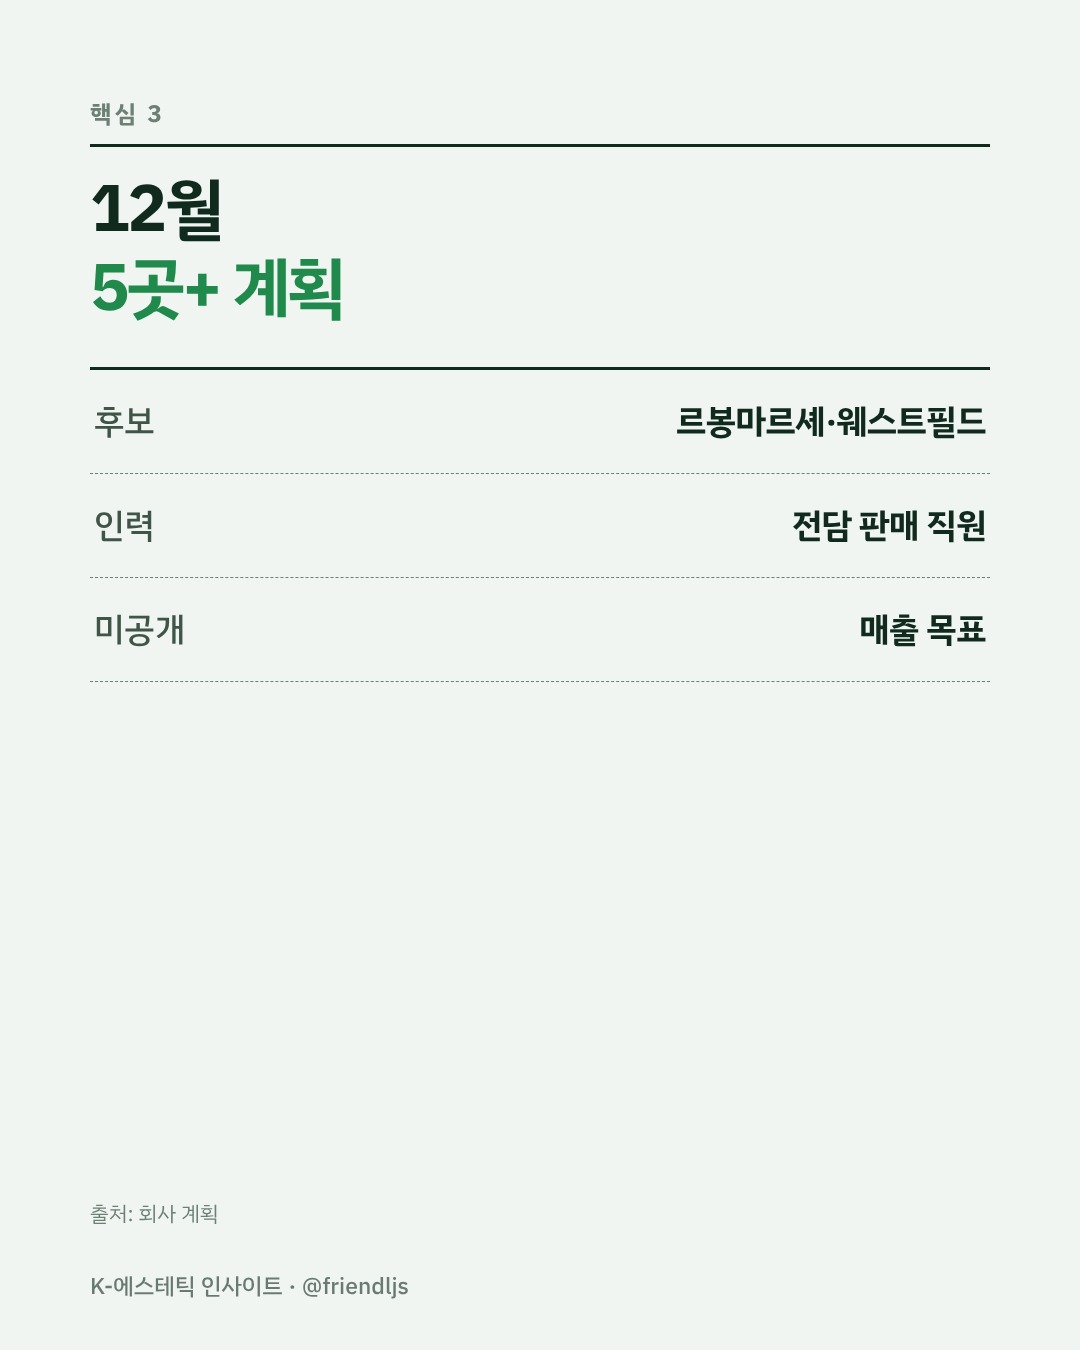 핵심 3
12월
5곳+ 계획
후보 르봉마르셰·웨스트필드
인력 전담 판매 직원
미공개 매출 목표
출처: 회사 계획
K-에스테틱 인사이트 · @friendljs